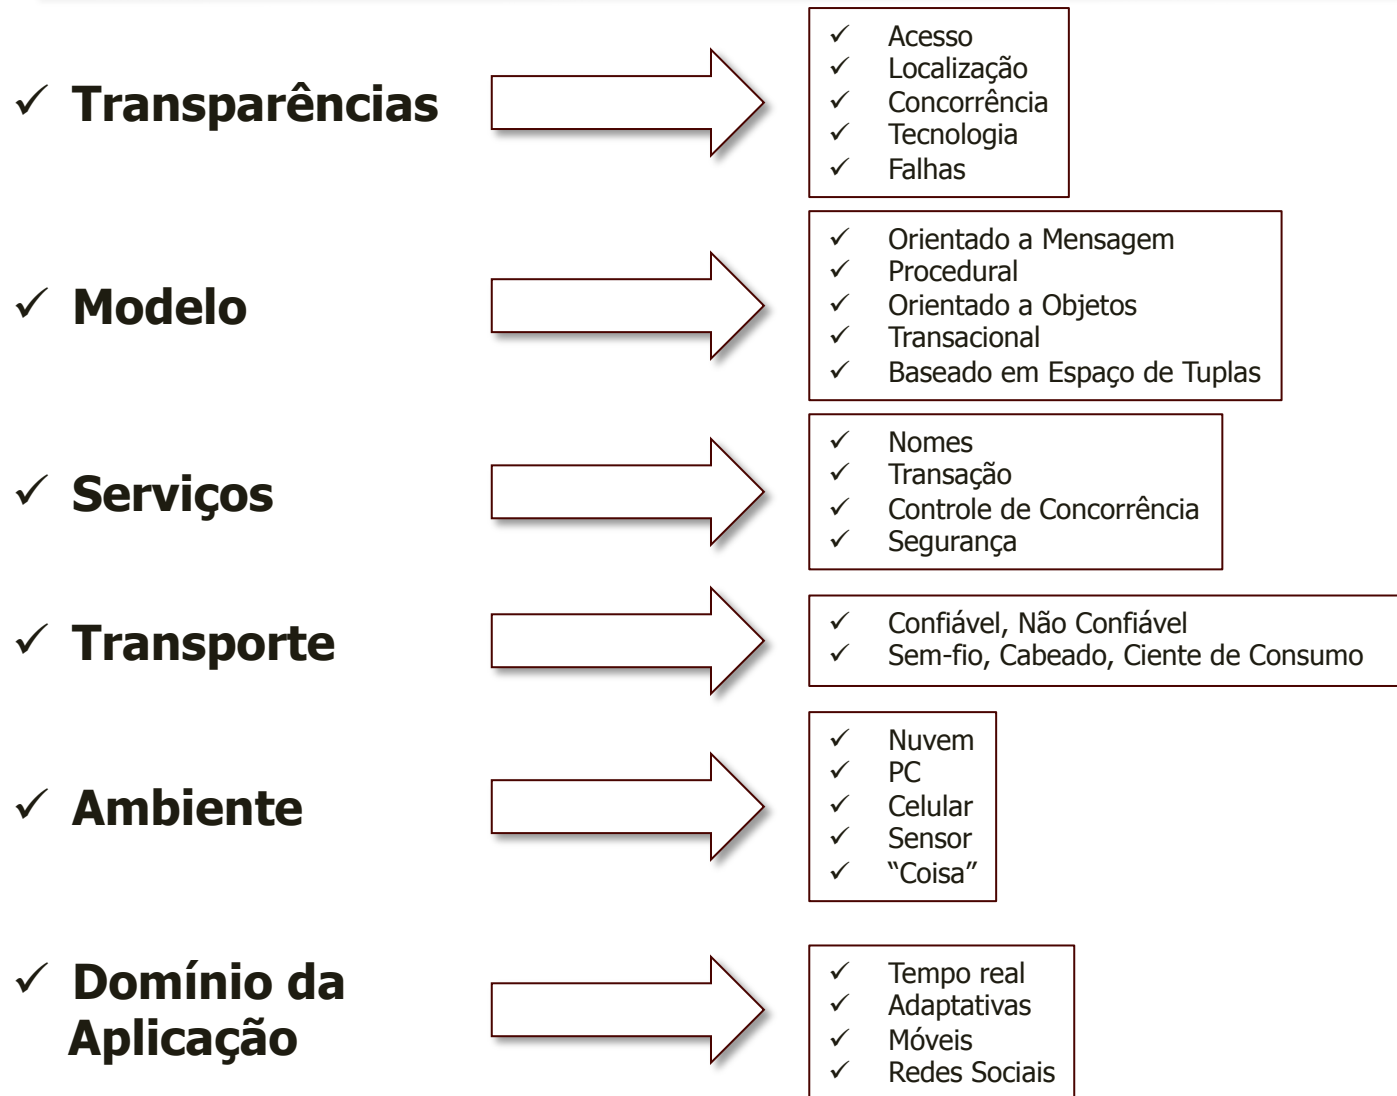 ✓ Transparências
✓ Acesso
✓ Localização
✓ Concorrência
✓ Tecnologia
✓ Falhas
✓ Modelo
✓ Orientado a Mensagem
✓ Procedural
✓ Orientado a Objetos
✓ Transacional
✓ Baseado em Espaço de Tuplas
✓ Serviços
✓ Nomes
✓ Transação
✓ Controle de Concorrência
✓ Segurança
✓ Transporte
✓ Confiável, Não Confiável
✓ Sem-fio, Cabeado, Ciente de Consumo
✓ Ambiente
✓ Nuvem
✓ PC
✓ Celular
✓ Sensor
✓ “Coisa”
✓ Domínio da
Aplicação
✓ Tempo real
✓ Adaptativas
✓ Móveis
✓ Redes Sociais